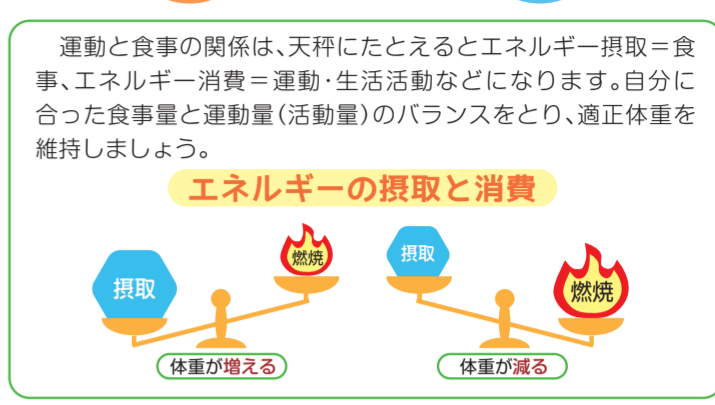 運動と食事の関係は、天秤にたとえるとエネルギー摂取＝食
事、エネルギー消費＝運動・生活活動などになります。自分に
合った食事量と運動量（活動量）のバランスをとり、適正体重を
維持しましょう。
エネルギーの摂取と消費
摂取
燃焼
体重が増える
摂取
燃焼
体重が減る